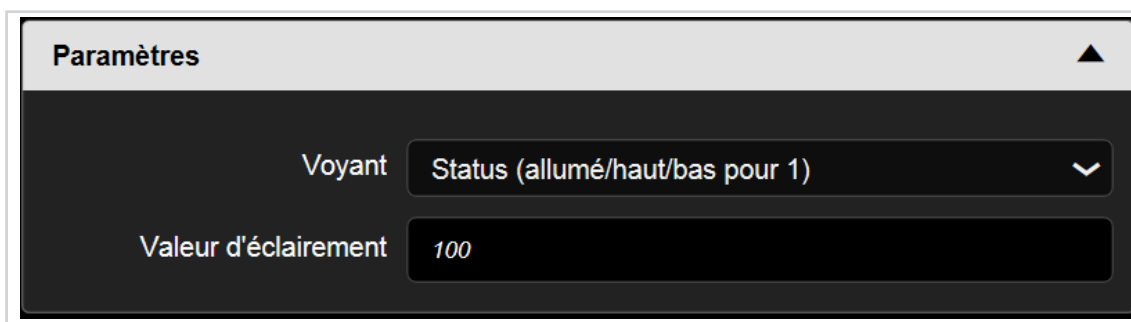 Paramètres
Voyant Status (allumé/haut/bas pour 1)
Valeur d'éclairement 100